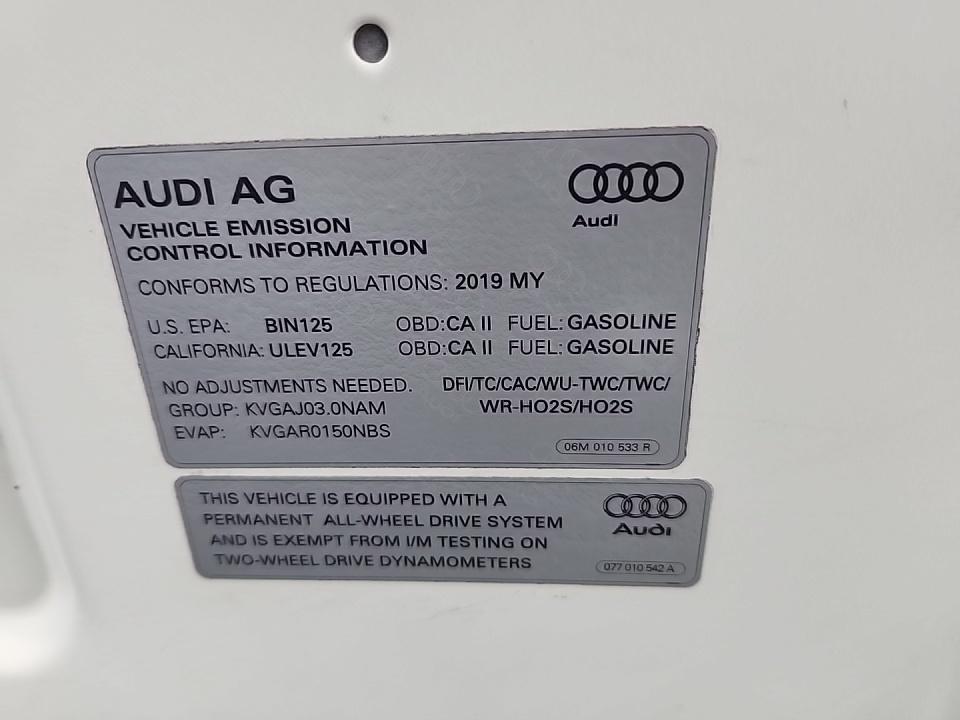 AUDI AG
Audi
VEHICLE EMISSION
CONTROL INFORMATION
CONFORMS TO REGULATIONS: 2019 MY
U.S. EPA: BIN125 OBD:CA II FUEL: GASOLINE
CALIFORNIA: ULEV125 OBD:CA II FUEL: GASOLINE
NO ADJUSTMENTS NEEDED. DFI/TC/CAC/WU-TWC/TWC/
GROUP: KVGAJ03.0NAM WR-HO2S/HO2S
EVAP: KVGAR0150NBS
06M 010 533 R
THIS VEHICLE IS EQUIPPED WITH A
PERMANENT ALL-WHEEL DRIVE SYSTEM
AND IS EXEMPT FROM I/M TESTING ON
TWO-WHEEL DRIVE DYNAMOMETERS
Audi
077 010 542 A